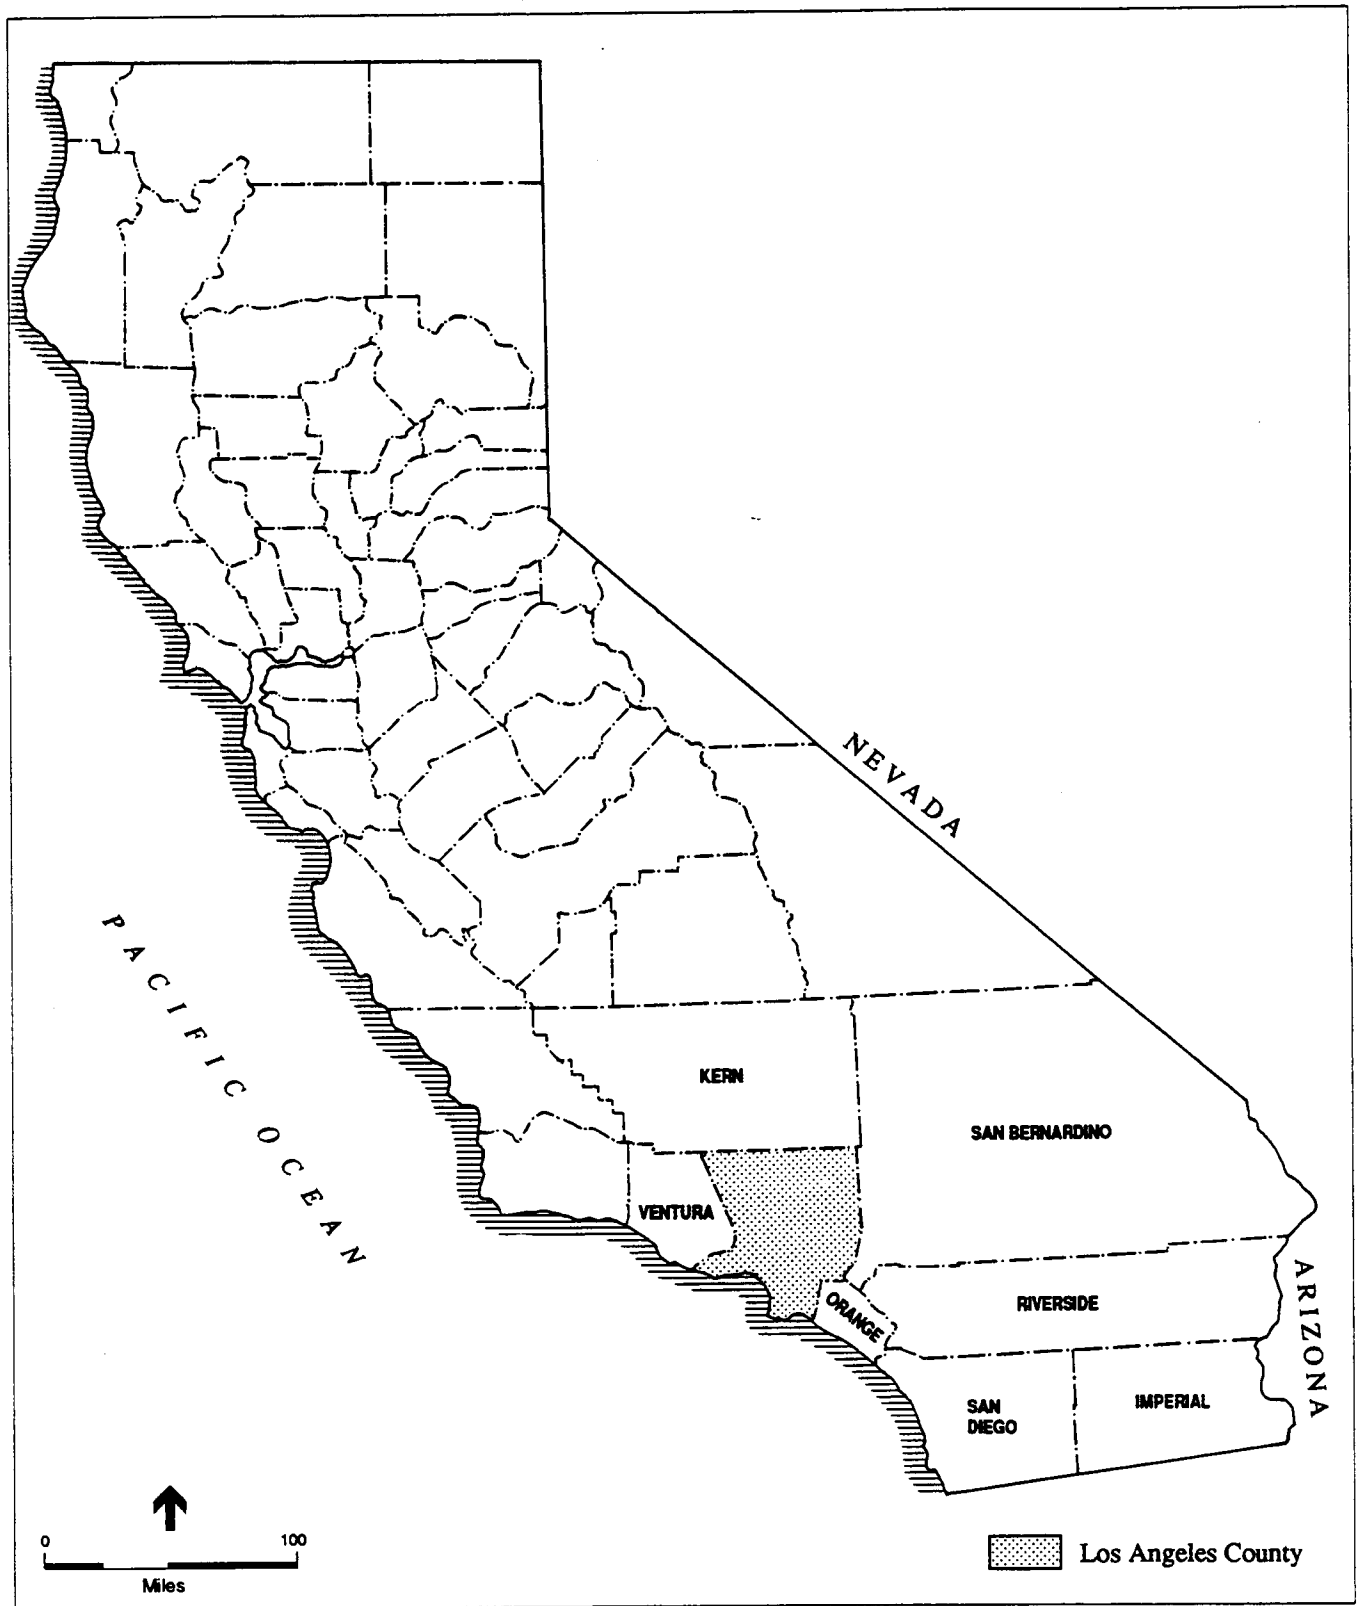 NEVADA
PACIFIC OCEAN
KERN
SAN BERNARDINO
VENTURA
ORANGE
RIVERSIDE
ARIZONA
SAN
DIEGO
IMPERIAL
0 100
Miles
Los Angeles County